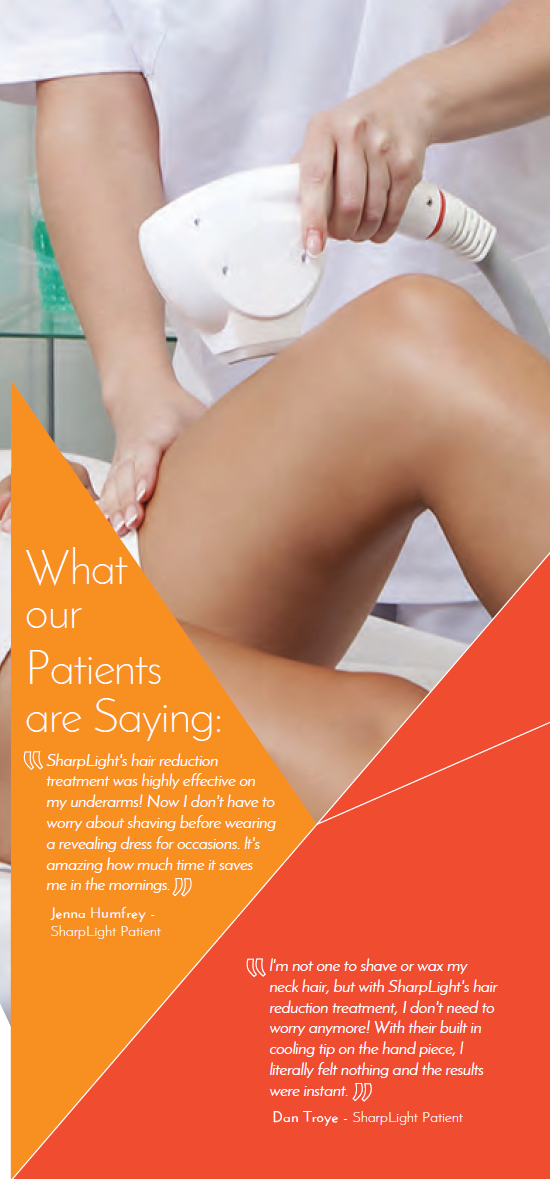 What
our
Patients
are Saying:
SharpLight's hair reduction
treatment was highly effective on
my underarms! Now I don't have to
worry about shaving before wearing
a revealing dress for occasions. It's
amazing how much time it saves
me in the mornings.
Jenna Humfrey -
SharpLight Patient
I'm not one to shave or wax my
neck hair, but with SharpLight's hair
reduction treatment, I don't need to
worry anymore! With their built in
cooling tip on the hand piece, I
literally felt nothing and the results
were instant.
Dan Troye - SharpLight Patient